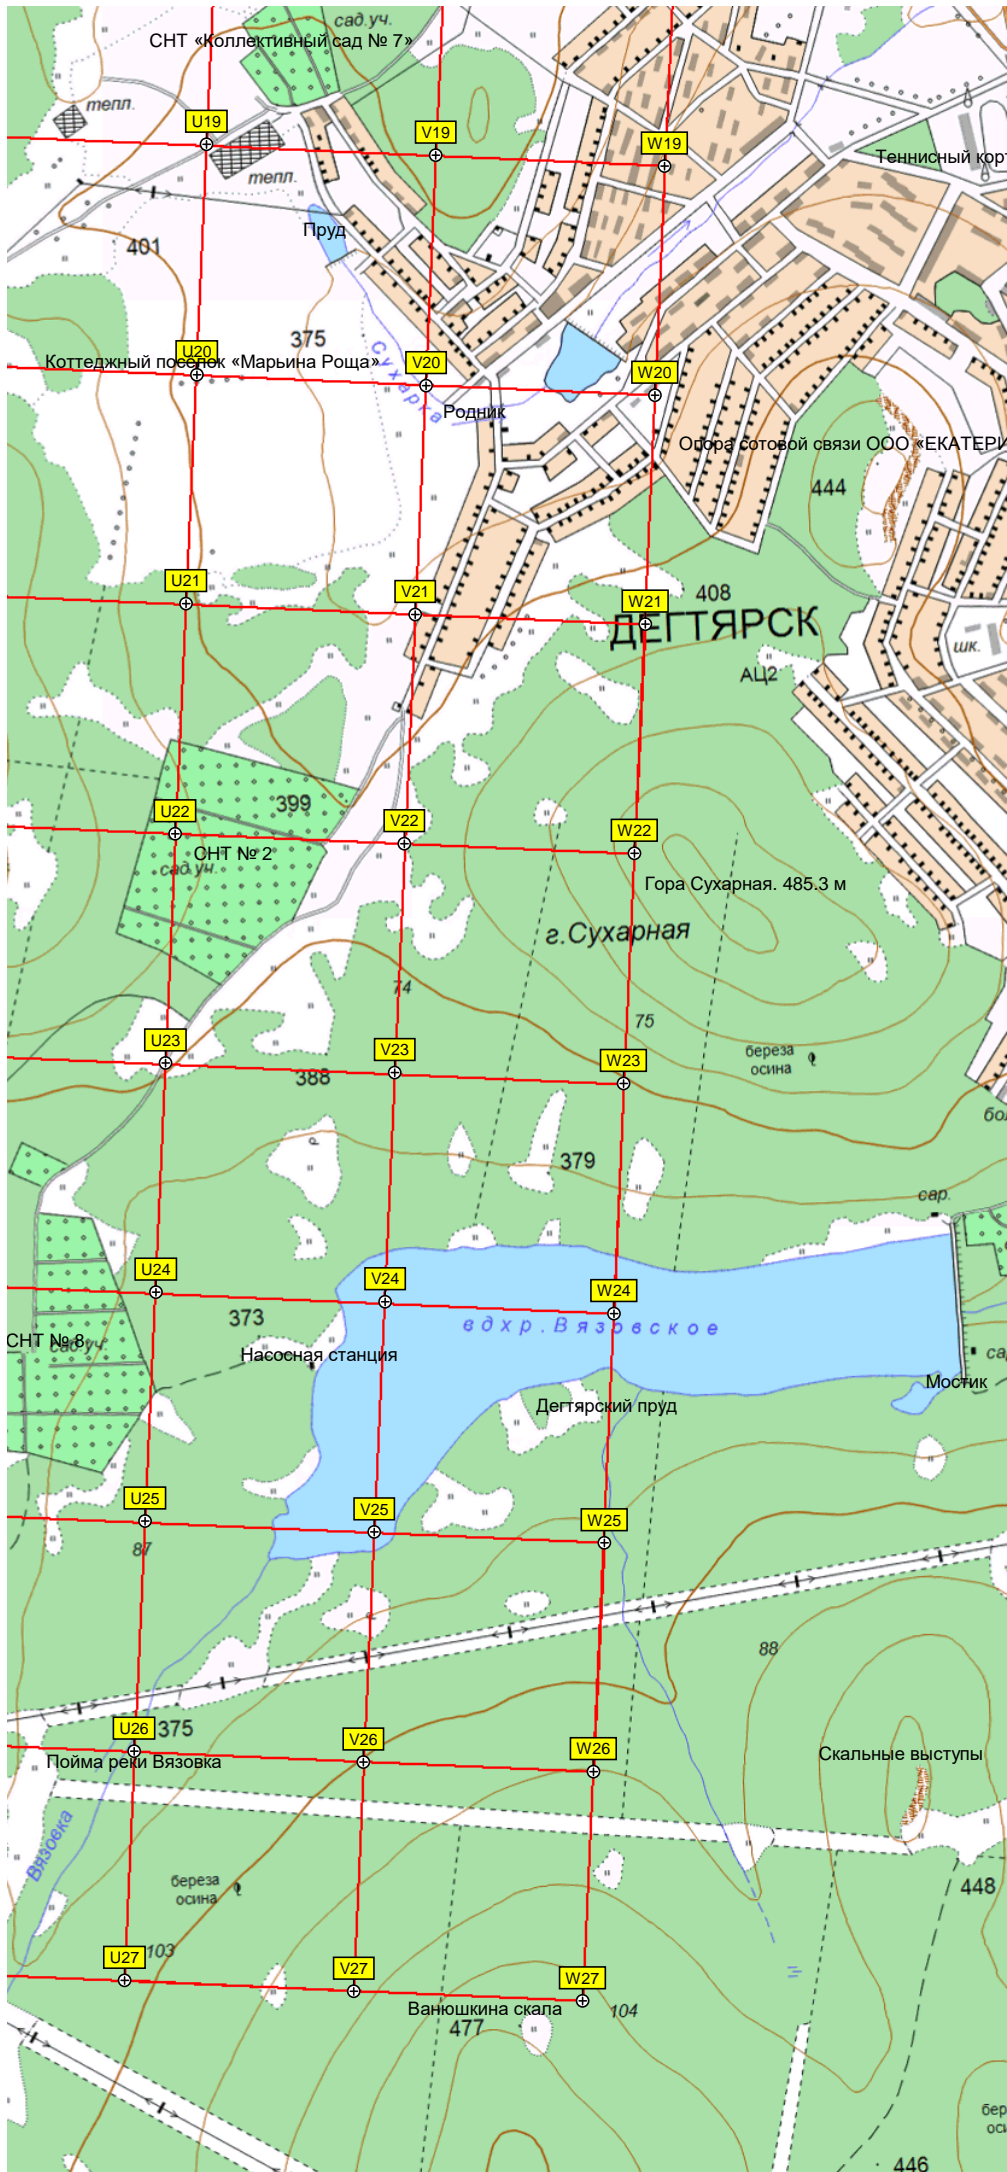 сад.уч.
СНТ «Коллективный сад № 7»
тепл.
U19
V19
W19
Теннисный корт
тепл.
Пруд
401
375
U20
Коттеджный посёлок «Марьина Роща»
V20
W20
Сухарка
Родник
Опора сотовой связи ООО «ЕКАТЕРИ
444
U21
V21
W21
408
ДЕГТЯРСК
шк.
АЦ2
U22
399
V22
W22
СНТ № 2
сад.уч.
Гора Сухарная. 485.3 м
г.Сухарная
74
75
U23
V23
W23
береза
осина
388
бол
379
сар.
U24
V24
W24
373
вдхр.Вязовское
СНТ № 8
сад.уч.
Насосная станция
са
Мостик
Дегтярский пруд
U25
V25
W25
87
88
U26
375
V26
W26
Пойма реки Вязовка
Скальные выступы
Вязовка
береза
осина
448
U27
103
V27
W27
Ванюшкина скала
104
477
бер
оси
446